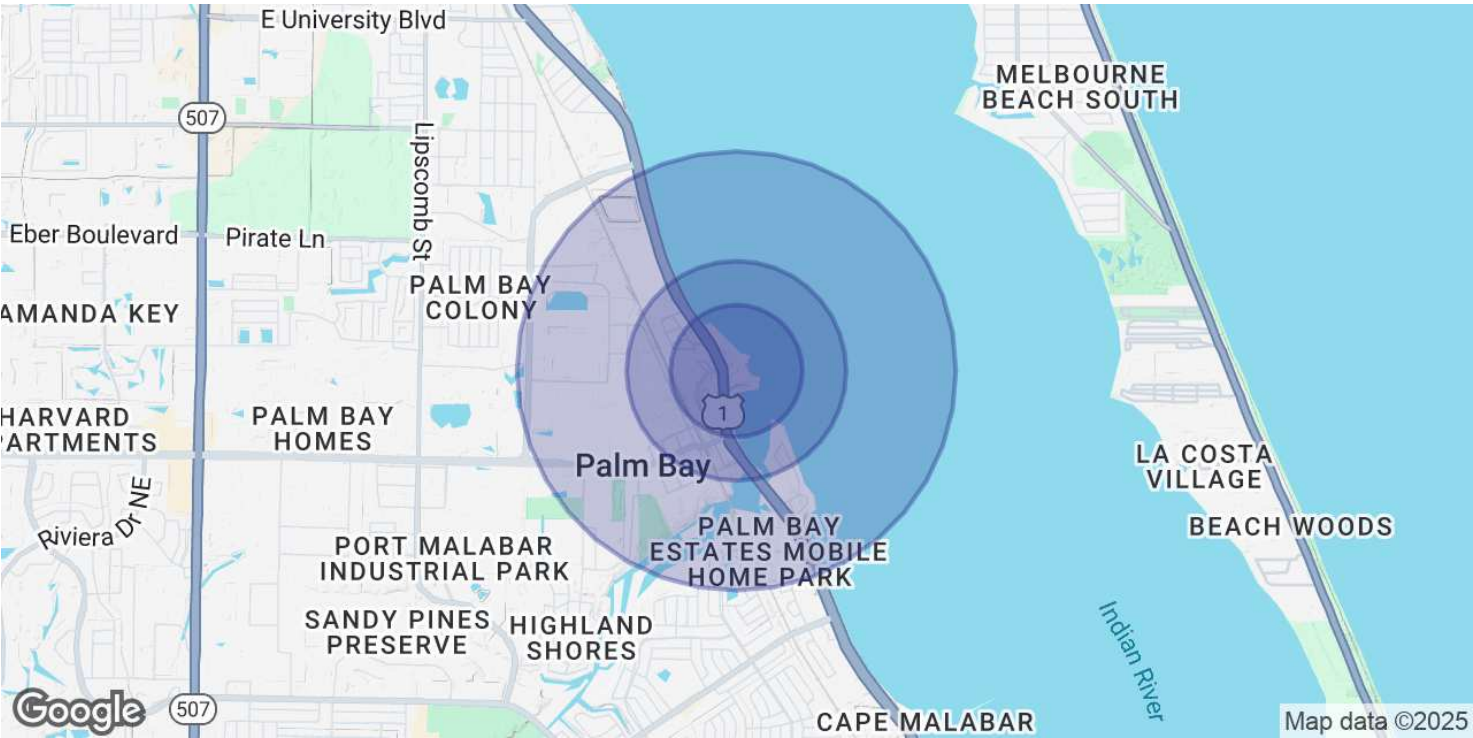 E University Blvd
MELBOURNE
BEACH SOUTH
507
Lipscomb St
Eber Boulevard
Pirate Ln
PALM BAY
COLONY
AMANDA KEY
HARVARD
PARTMENTS
PALM BAY
HOMES
1
Palm Bay
LA COSTA
VILLAGE
Riviera Dr NE
PALM BAY
ESTATES MOBILE
HOME PARK
BEACH WOODS
PORT MALABAR
INDUSTRIAL PARK
SANDY PINES
PRESERVE
HIGHLAND
SHORES
Indian River
Google
507
CAPE MALABAR
Map data ©2025